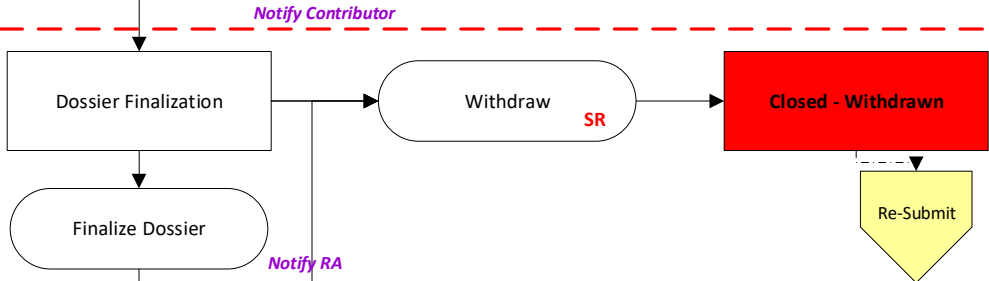 Notify Contributor
Dossier Finalization
Withdraw
SR
Closed - Withdrawn
Re-Submit
Finalize Dossier
Notify RA